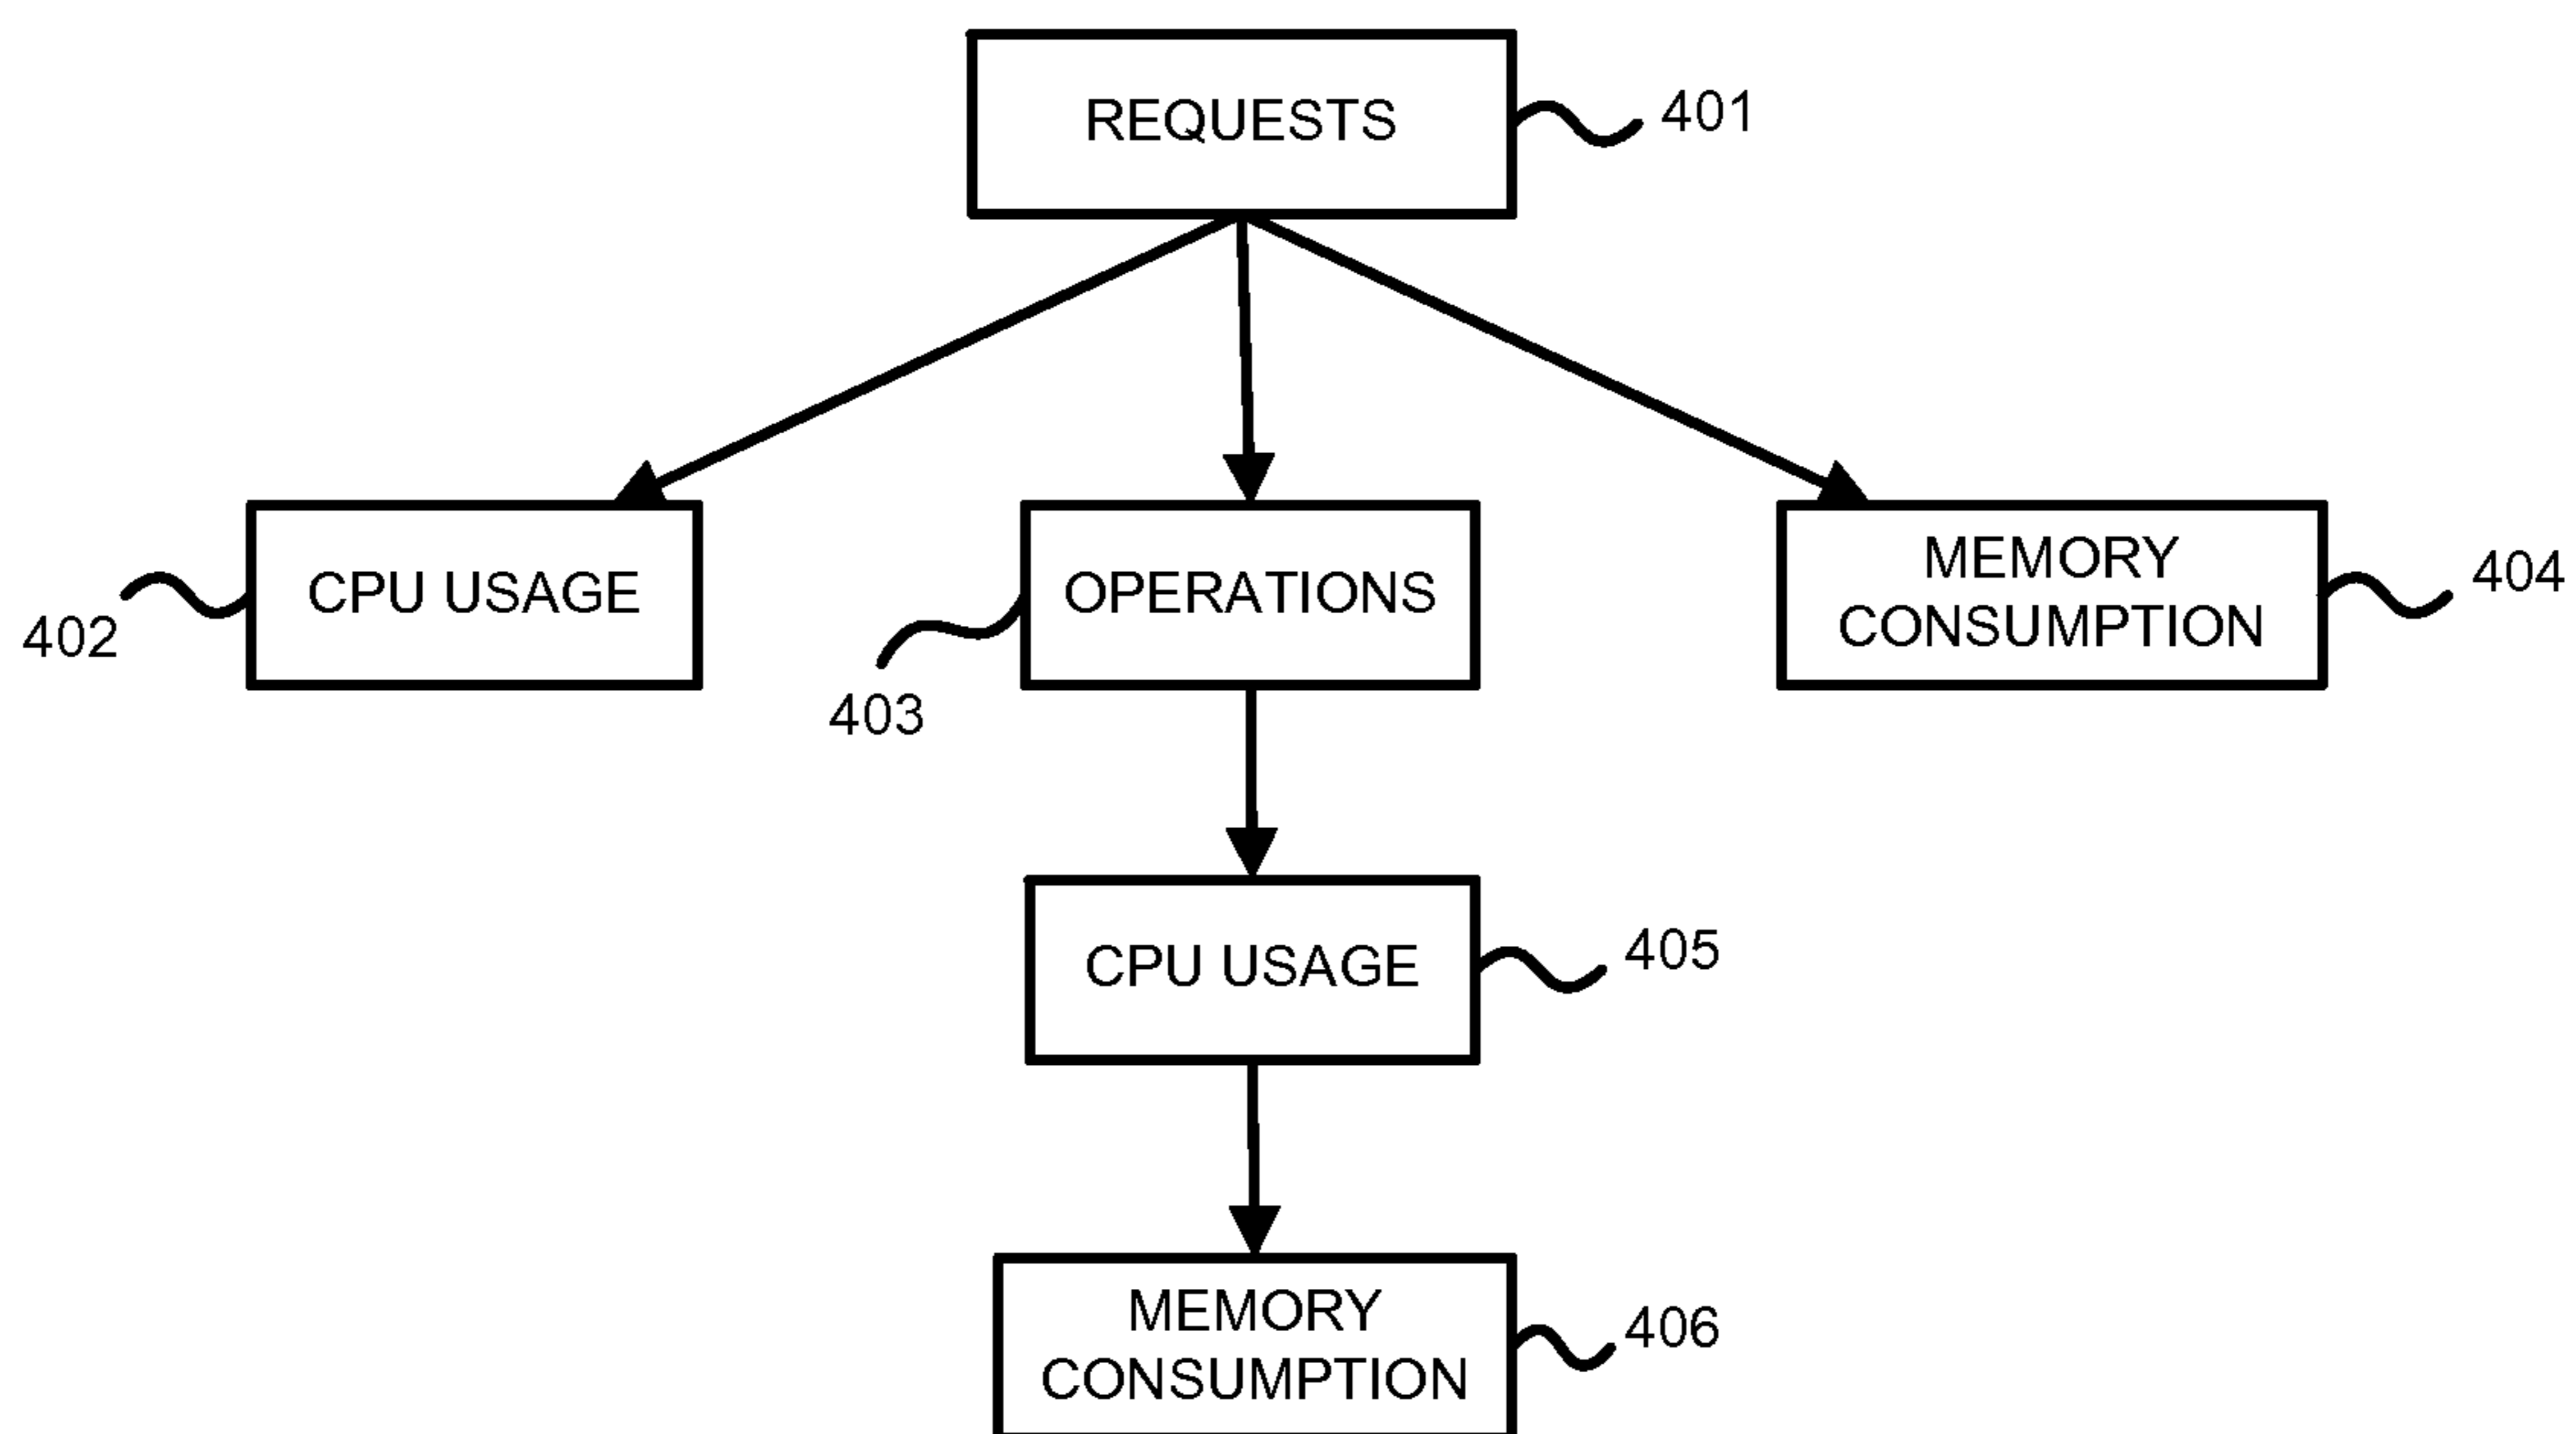 REQUESTS
401
CPU USAGE
402
OPERATIONS
403
MEMORY
CONSUMPTION
404
CPU USAGE
405
MEMORY
CONSUMPTION
406